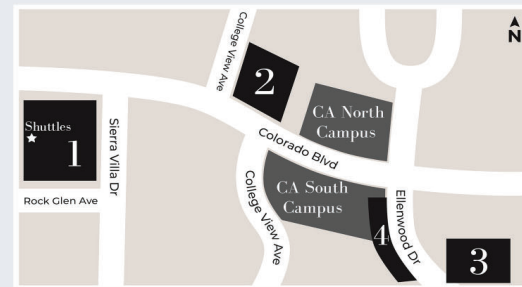 College View Ave
N
2
CA North
Campus
Shuttles
1
Sierra Villa Dr
Colorado Blvd
Rock Glen Ave
CA South
Campus
College View Ave
4
Ellenwood Dr
3